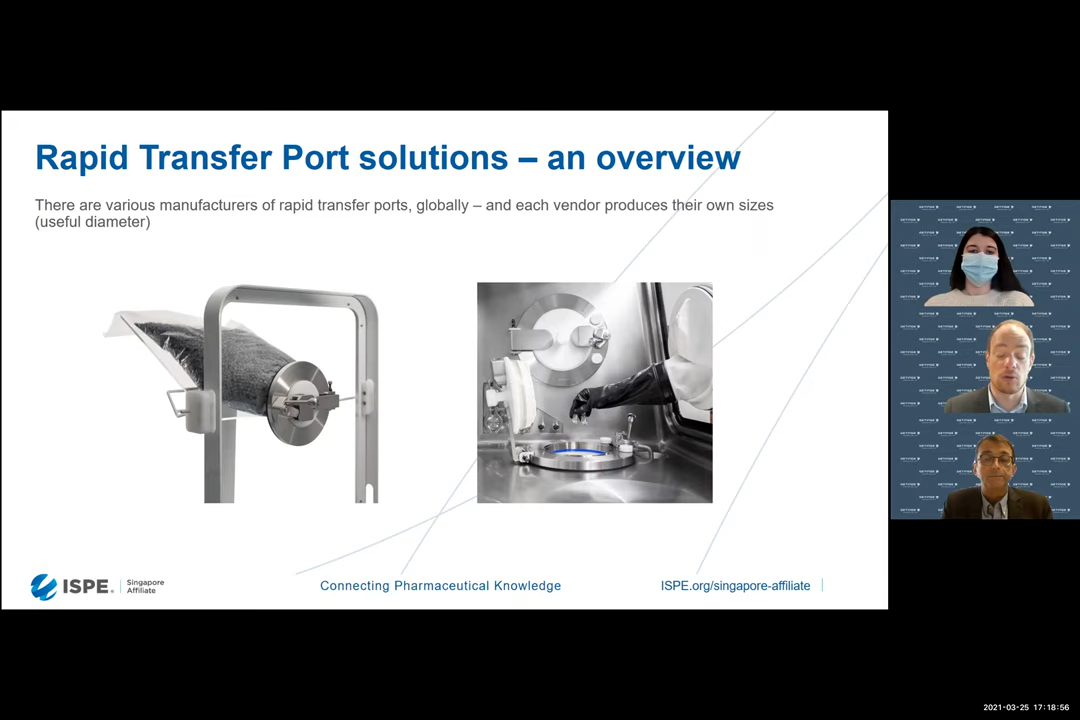 Rapid Transfer Port solutions – an overview
There are various manufacturers of rapid transfer ports, globally – and each vendor produces their own sizes
(useful diameter)
ISPE®
Singapore
Affiliate
Connecting Pharmaceutical Knowledge
ISPE.org/singapore-affiliate
2021-03-25 17:18:56